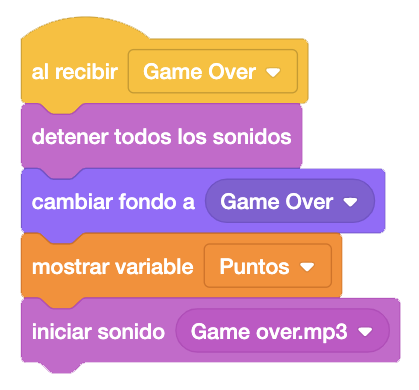 al recibir Game Over
detener todos los sonidos
cambiar fondo a Game Over
mostrar variable Puntos
iniciar sonido Game over.mp3